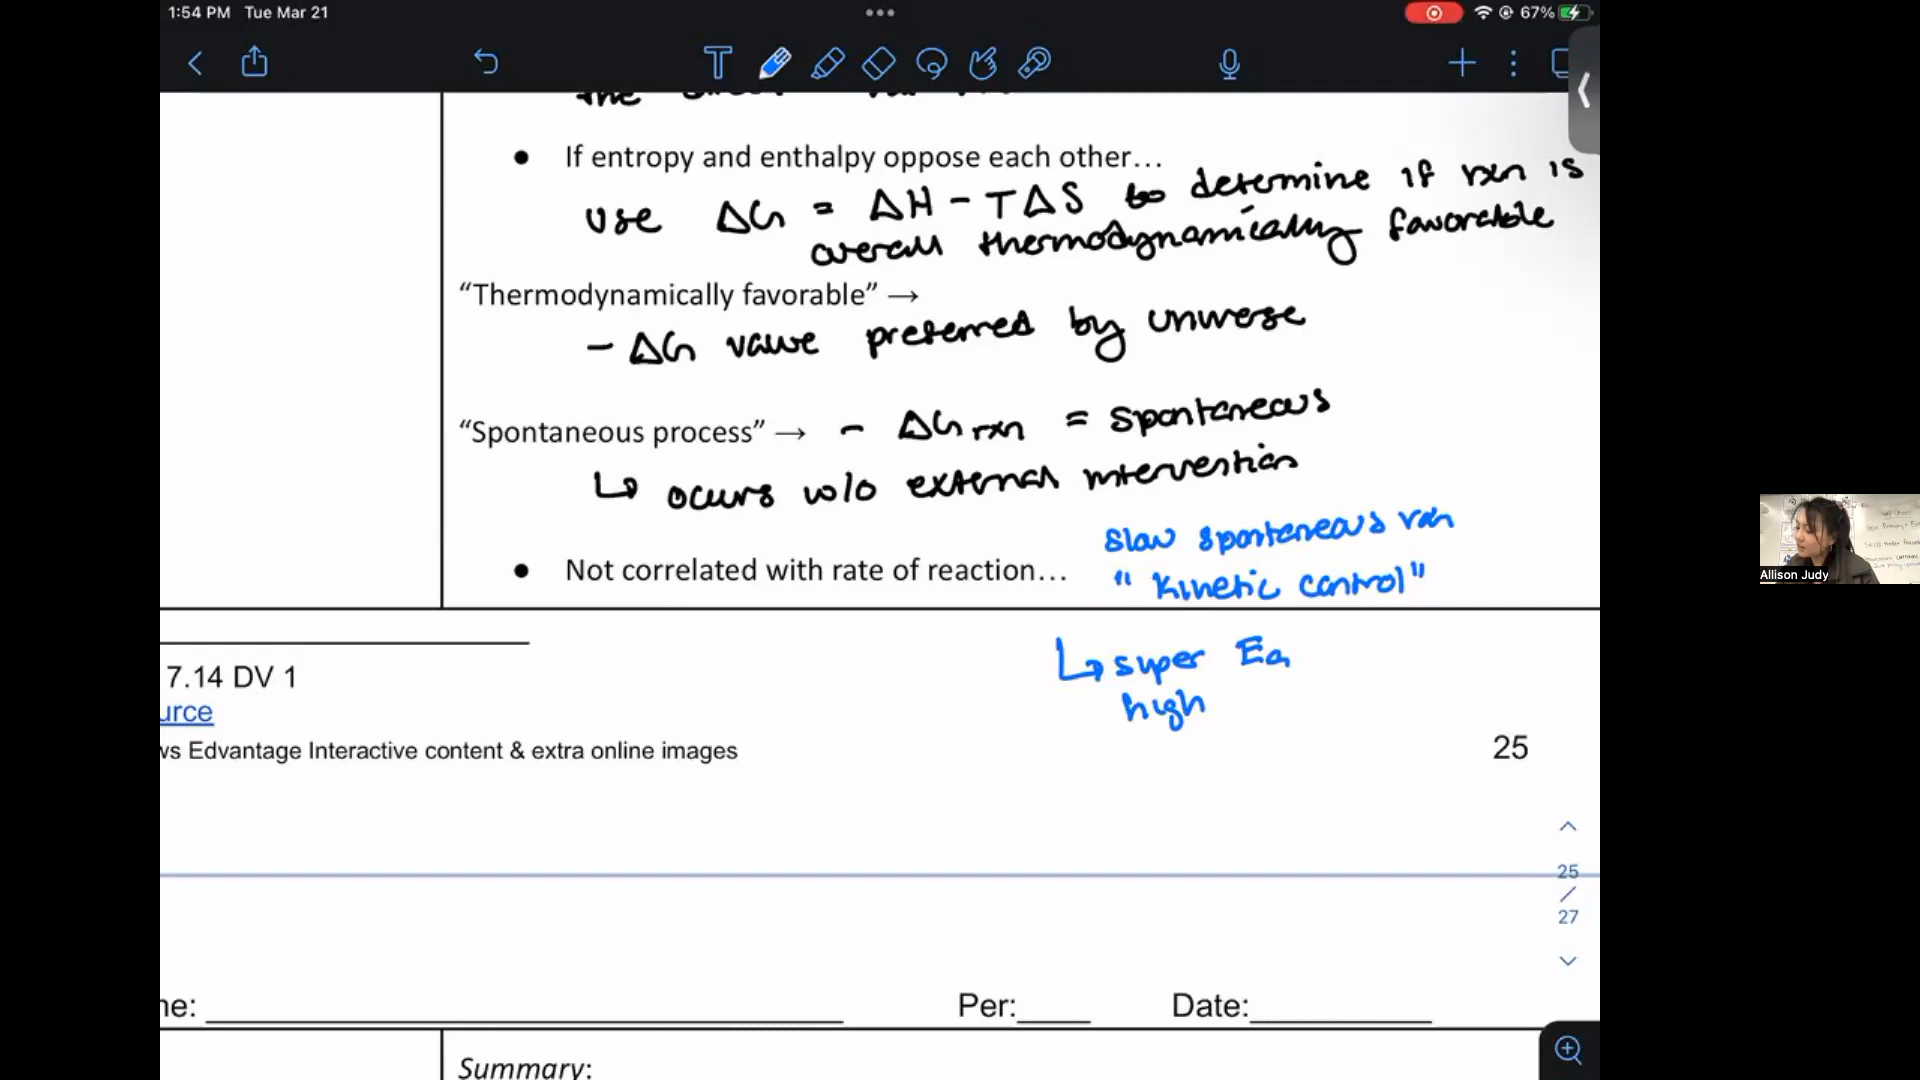 1:54 PM Tue Mar 21
67%
the
If entropy and enthalpy oppose each other…
use ΔG = ΔH - TΔS to determine if rxn is
overall thermodynamically favorable
“Thermodynamically favorable” →
- ΔG value preferred by universe
“Spontaneous process” → - ΔG rxn = spontaneous
↳ occurs w/o external intervention
Not correlated with rate of reaction…
slow spontaneous rxn
"kinetic control"
↳ super Ea
high
7.14 DV 1
urce
ws Edvantage Interactive content & extra online images
25
25
/
27
ne: Per: Date:
Summary:
Allison Judy